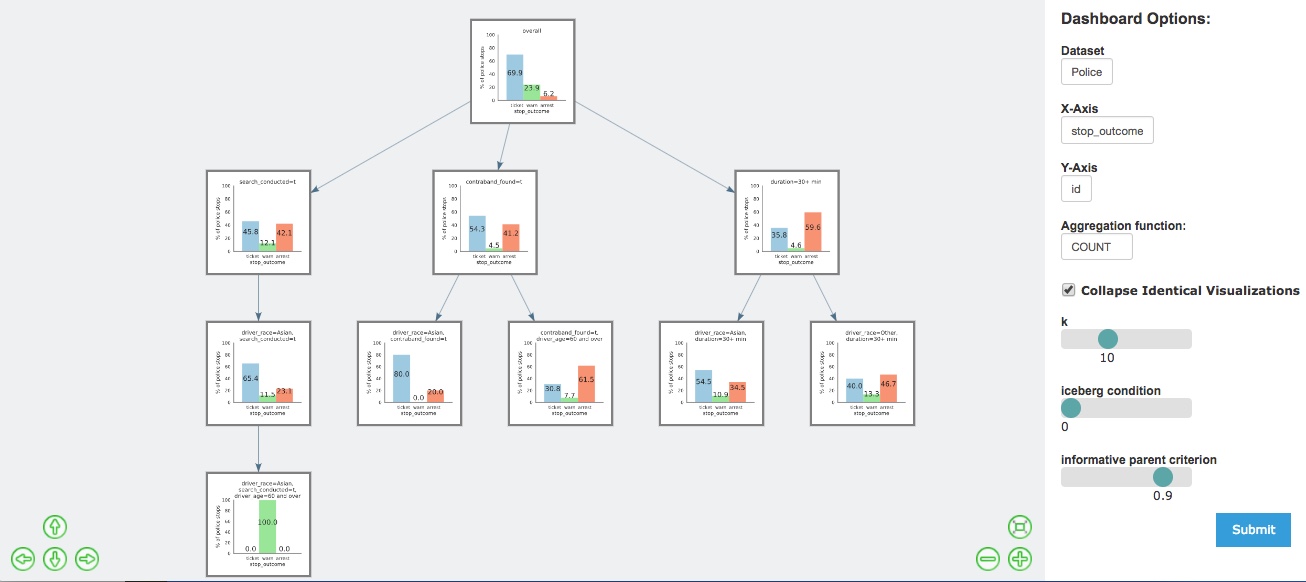 overall
% of police stops
100
80
60
40
20
0
69.9
23.9
6.2
ticket warn arrest
stop_outcome
search_conducted=t
% of police stops
100
80
60
40
20
0
45.8
12.1
42.1
ticket warn arrest
stop_outcome
contraband_found=t
% of police stops
100
80
60
40
20
0
54.3
4.5
41.2
ticket warn arrest
stop_outcome
duration=30+ min
% of police stops
100
80
60
40
20
0
35.8
4.6
59.6
ticket warn arrest
stop_outcome
driver_race=Asian,
search_conducted=t
% of police stops
100
80
60
40
20
0
65.4
11.5
23.1
ticket warn arrest
stop_outcome
driver_race=Asian,
contraband_found=t
% of police stops
100
80
60
40
20
0
80.0
0.0
20.0
ticket warn arrest
stop_outcome
contraband_found=t,
driver_age=60 and over
% of police stops
100
80
60
40
20
0
30.8
7.7
61.5
ticket warn arrest
stop_outcome
driver_race=Asian,
duration=30+ min
% of police stops
100
80
60
40
20
0
54.5
10.9
34.5
ticket warn arrest
stop_outcome
driver_race=Other,
duration=30+ min
% of police stops
100
80
60
40
20
0
40.0
13.3
46.7
ticket warn arrest
stop_outcome
driver_race=Asian,
search_conducted=t,
driver_age=60 and over
% of police stops
100
80
60
40
20
0
0.0
100.0
0.0
ticket warn arrest
stop_outcome
Dashboard Options:
Dataset
Police
X-Axis
stop_outcome
Y-Axis
id
Aggregation function:
COUNT
Collapse Identical Visualizations
k
10
iceberg condition
0
informative parent criterion
0.9
Submit